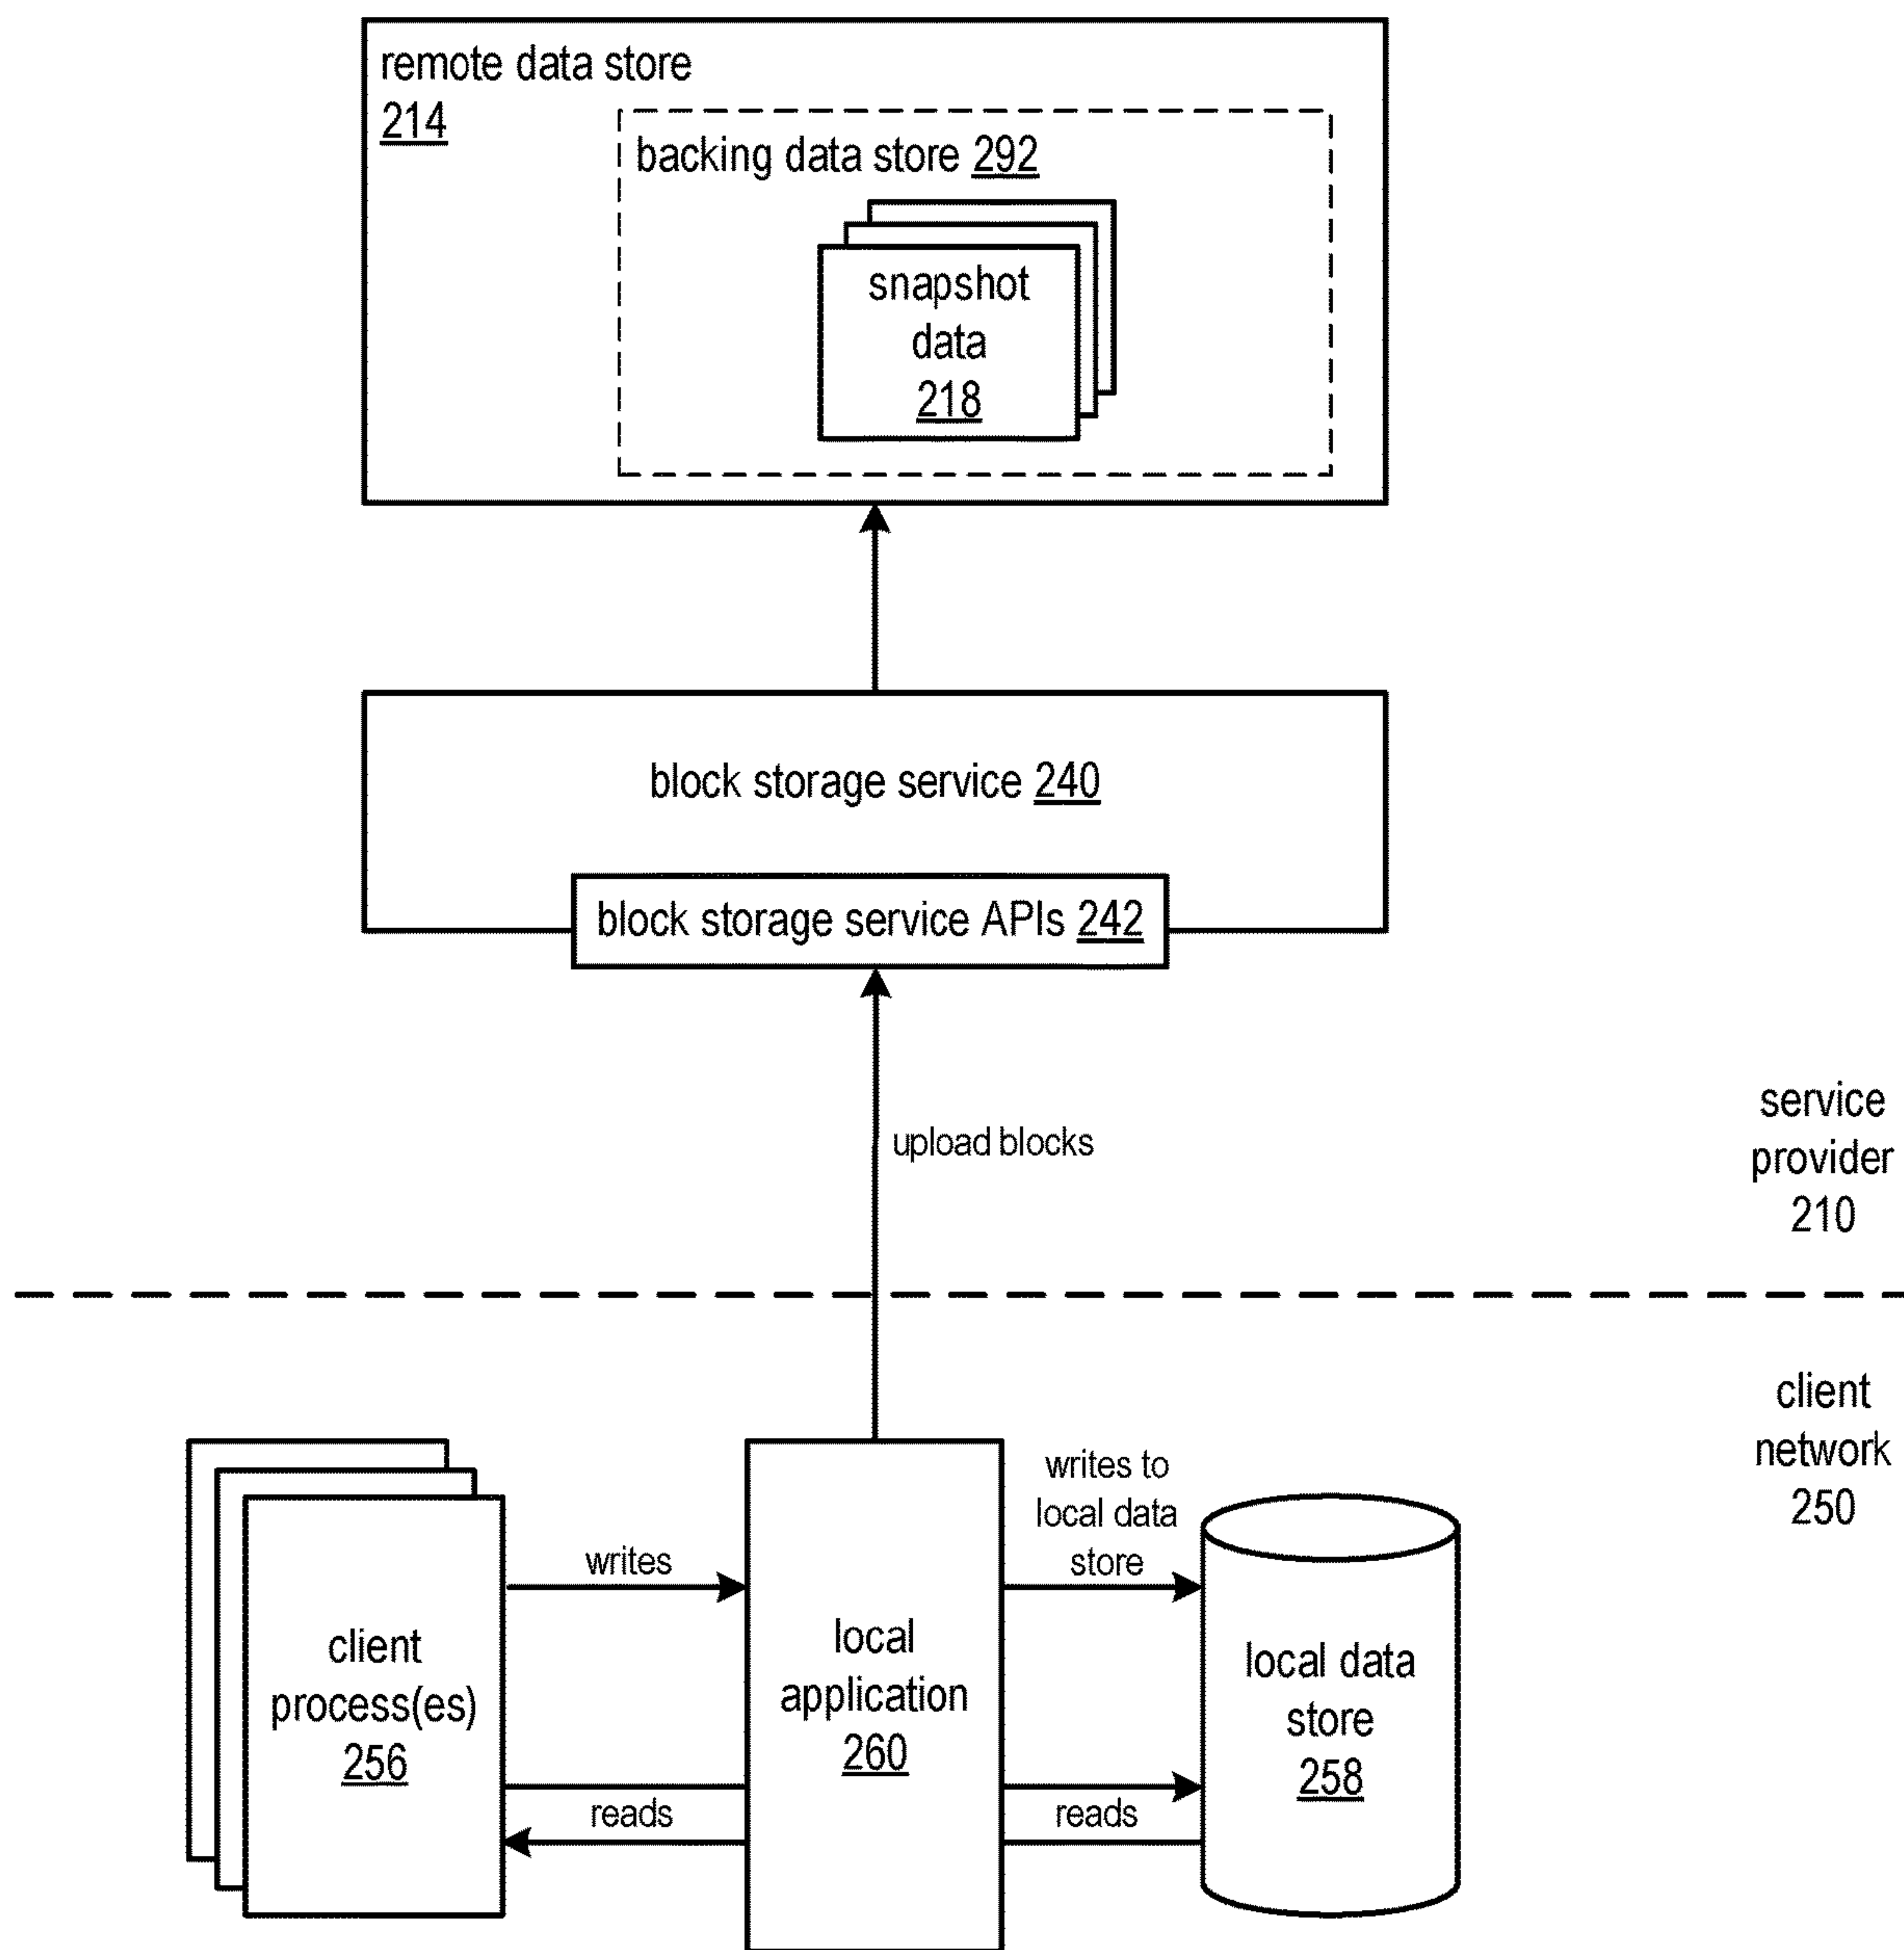 remote data store
214
backing data store 292
snapshot
data
218
block storage service 240
block storage service APIs 242
upload blocks
service
provider
210
client
network
250
client
process(es)
256
writes
reads
local
application
260
writes to
local data
store
reads
local data
store
258